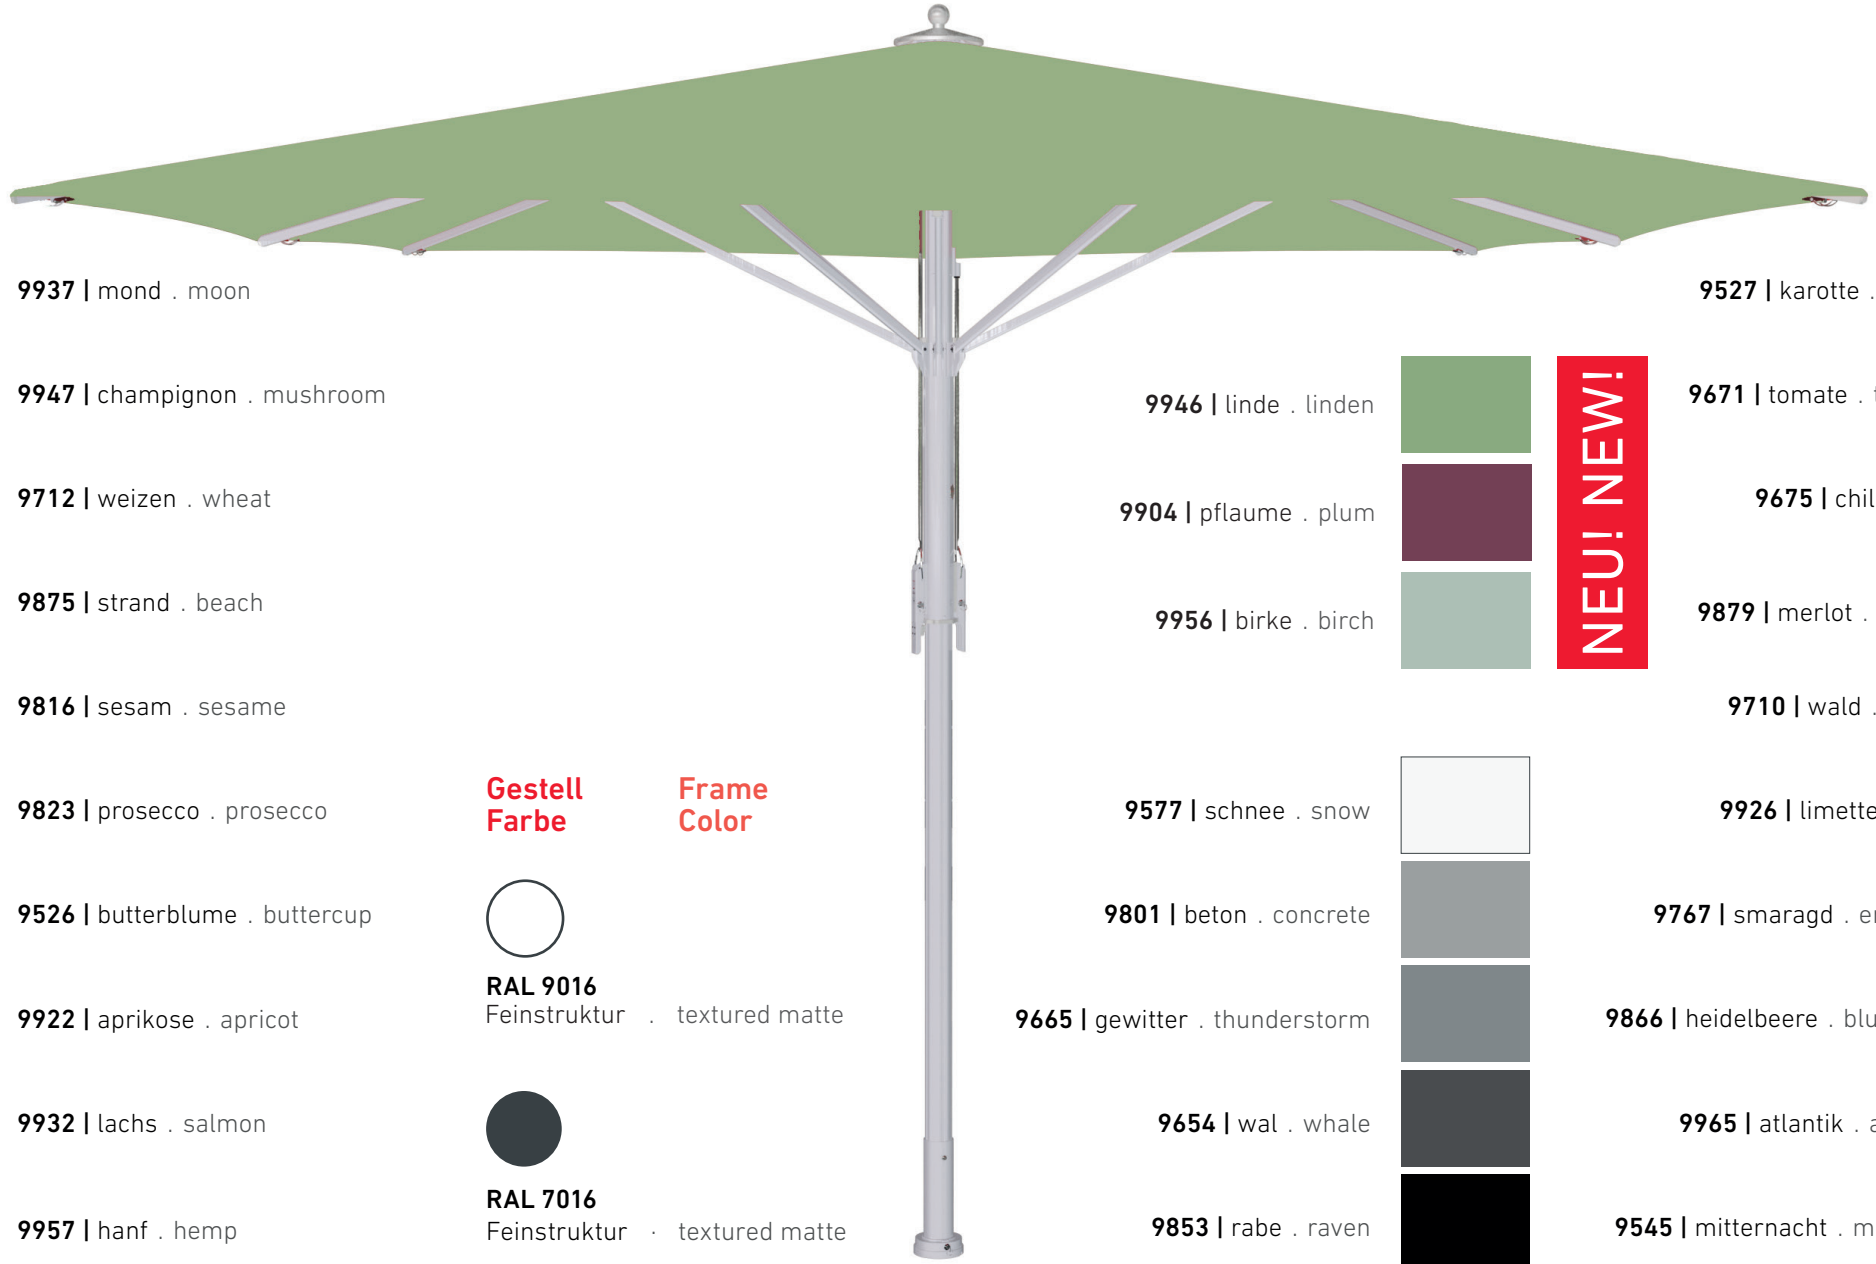 9937 | mond . moon
9947 | champignon . mushroom
9712 | weizen . wheat
9875 | strand . beach
9816 | sesam . sesame
9823 | prosecco . prosecco
9526 | butterblume . buttercup
9922 | aprikose . apricot
9932 | lachs . salmon
9957 | hanf . hemp
Gestell Farbe
Frame Color
RAL 9016
Feinstruktur . textured matte
RAL 7016
Feinstruktur · textured matte
9946 | linde . linden
9904 | pflaume . plum
9956 | birke . birch
NEU! NEW!
9577 | schnee . snow
9801 | beton . concrete
9665 | gewitter . thunderstorm
9654 | wal . whale
9853 | rabe . raven
9527 | karotte .
9671 | tomate .
9675 |
9879 | merlot .
9710 | wald .
9926 | limette
9767 | smaragd .
9866 | heidelbeere .
9965 | atlantik .
9545 | mitternacht .